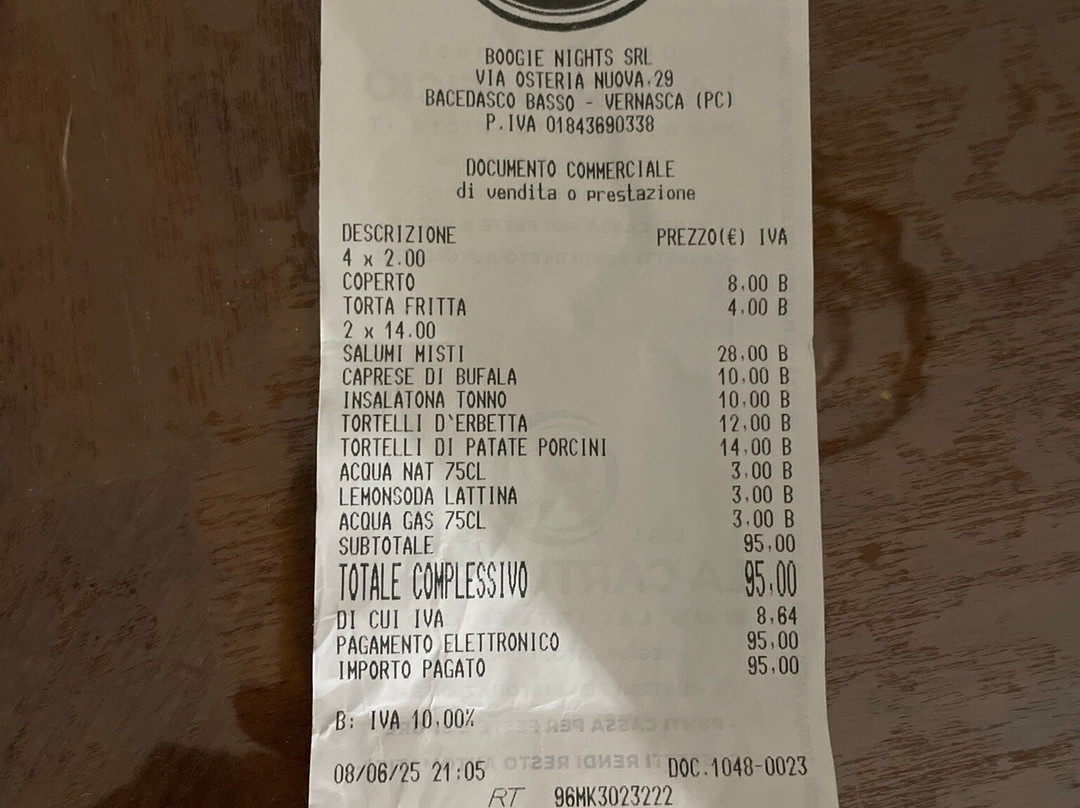 BOOGIE NIGHTS SRL
VIA OSTERIA NUOVA,29
BACEDASCO BASSO - VERNASCA (PC)
P.IVA 01843690338
DOCUMENTO COMMERCIALE
di vendita o prestazione
DESCRIZIONE PREZZO(€) IVA
4 x 2.00
COPERTO 8,00 B
TORTA FRITTA 4,00 B
2 x 14.00
SALUMI MISTI 28,00 B
CAPRESE DI BUFALA 10,00 B
INSALATONA TONNO 10,00 B
TORTELLI D'ERBETTA 12,00 B
TORTELLI DI PATATE PORCINI 14,00 B
ACQUA NAT 75CL 3,00 B
LEMONSODA LATTINA 3,00 B
ACQUA GAS 75CL 3,00 B
SUBTOTALE 95,00
TOTALE COMPLESSIVO 95,00
DI CUI IVA 8,64
PAGAMENTO ELETTRONICO 95,00
IMPORTO PAGATO 95,00
B: IVA 10,00%
08/06/25 21:05 DOC.1048-0023
RT 96MK3023222